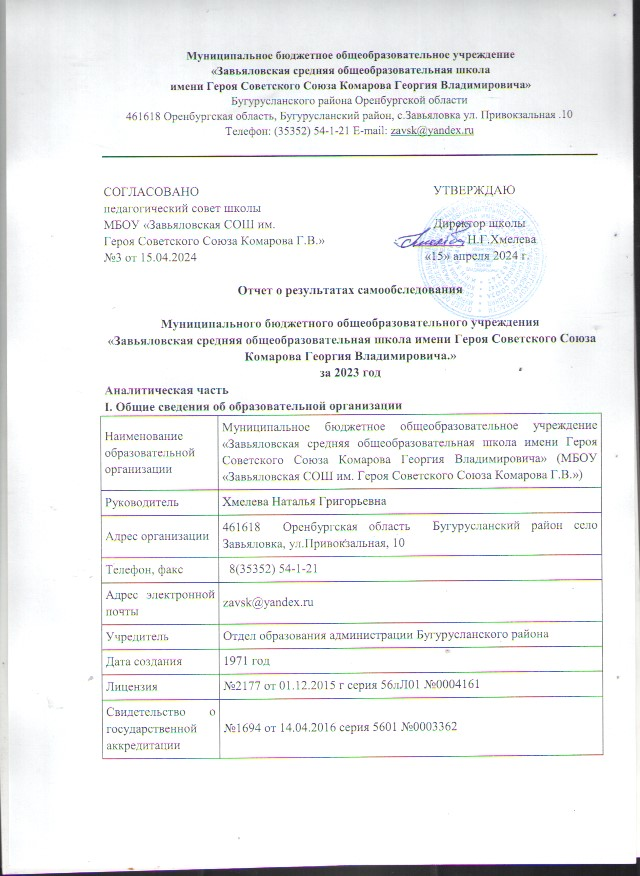 Муниципальное бюджетное общеобразовательное учреждение
«Завьяловская средняя общеобразовательная школа
имени Героя Советского Союза Комарова Георгия Владимировича»
Бугурусланского района Оренбургской области
461618 Оренбургская область, Бугурусланский район, с.Завьяловка ул. Привокзальная .10
Телефон: (35352) 54-1-21 E-mail: zavsk@yandex.ru
СОГЛАСОВАНО
педагогический совет школы
МБОУ «Завьяловская СОШ им.
Героя Советского Союза Комарова Г.В.»
№3 от 15.04.2024
УТВЕРЖДАЮ
Директор школы
Н.Г.Хмелева
«15» апреля 2024 г.
Отчет о результатах самообследования
Муниципального бюджетного общеобразовательного учреждения
«Завьяловская средняя общеобразовательная школа имени Героя Советского Союза
Комарова Георгия Владимировича.»
за 2023 год
Аналитическая часть
I. Общие сведения об образовательной организации
Наименование
образовательной
организации
Муниципальное бюджетное общеобразовательное учреждение
«Завьяловская средняя общеобразовательная школа имени Героя
Советского Союза Комарова Георгия Владимировича» (МБОУ
«Завьяловская СОШ им. Героя Советского Союза Комарова Г.В.»)
Руководитель
Хмелева Наталья Григорьевна
Адрес организации
461618 Оренбургская область Бугурусланский район село
Завьяловка, ул.Привокзальная, 10
Телефон, факс
8(35352) 54-1-21
Адрес электронной
почты
zavsk@yandex.ru
Учредитель
Отдел образования администрации Бугурусланского района
Дата создания
1971 год
Лицензия
№2177 от 01.12.2015 г серия 56лЛ01 №0004161
Свидетельство о
государственной
аккредитации
№1694 от 14.04.2016 серия 5601 №0003362